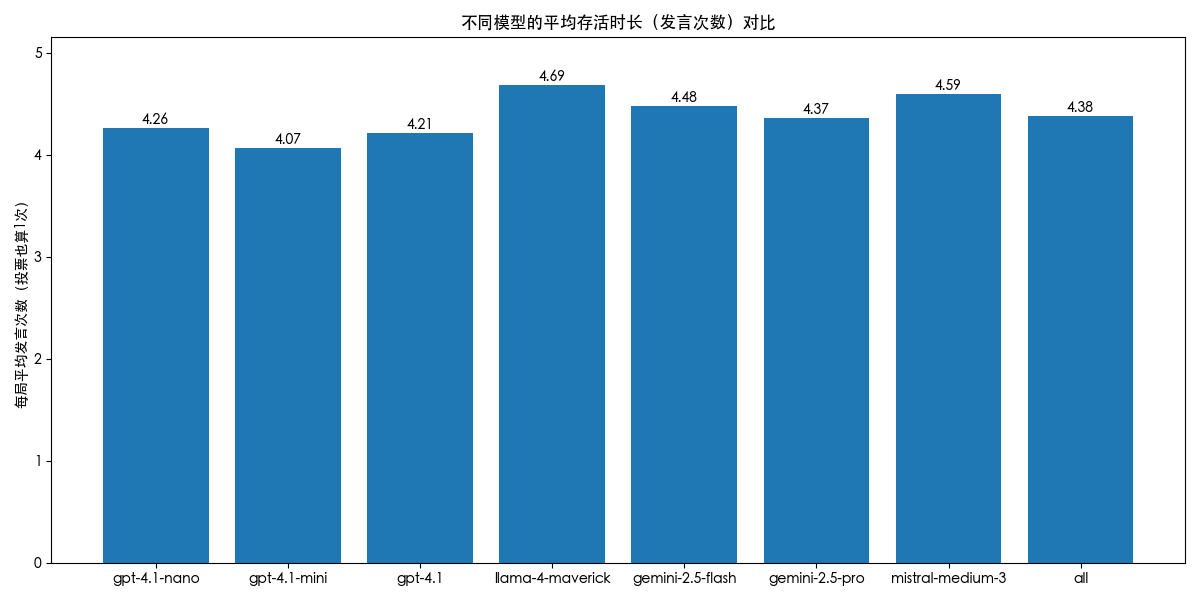 不同模型的平均存活时长（发言次数）对比
每局平均发言次数（投票也算1次）
5
4
3
2
1
0
4.26
4.07
4.21
4.69
4.48
4.37
4.59
4.38
gpt-4.1-nano
gpt-4.1-mini
gpt-4.1
llama-4-maverick
gemini-2.5-flash
gemini-2.5-pro
mistral-medium-3
all